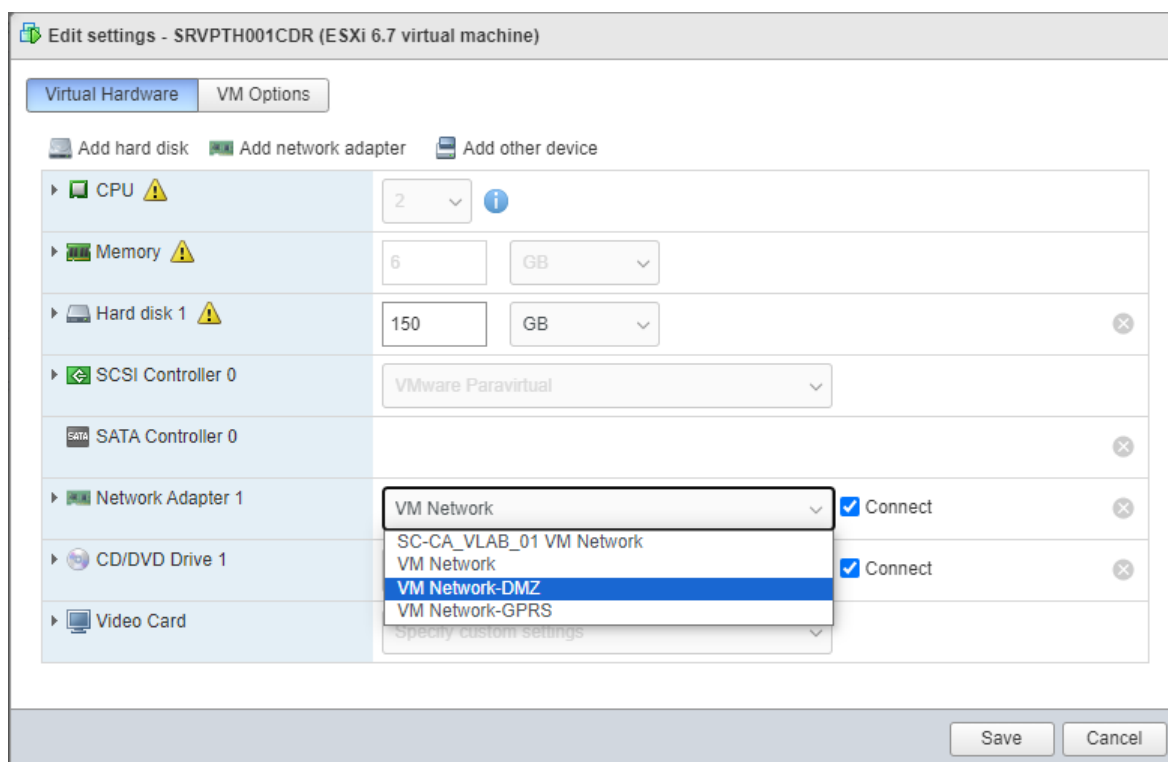 Edit settings - SRVPTH001CDR (ESXi 6.7 virtual machine)
Virtual Hardware VM Options
Add hard disk Add network adapter Add other device
CPU 2
Memory 6 GB
Hard disk 1 150 GB
SCSI Controller 0 VMware Paravirtual
SATA SATA Controller 0
Network Adapter 1 VM Network Connect
SC-CA_VLAB_01 VM Network
VM Network
CD/DVD Drive 1 Connect
VM Network-DMZ
VM Network-GPRS
Video Card
Specify custom settings
Save Cancel